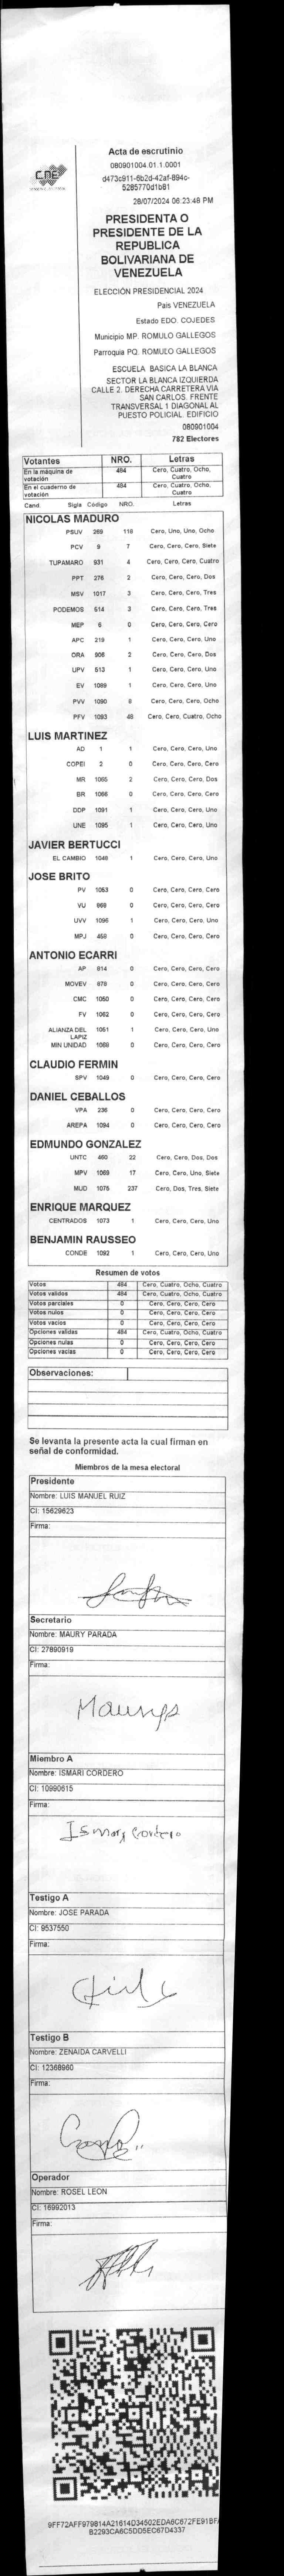 CNE
Acta de escrutinio
080901004.01.1.0001
d473c911-6b2d-42af-894c-
5285770d1b81
28/07/2024 06:23:48 PM
PRESIDENTA O
PRESIDENTE DE LA
REPUBLICA
BOLIVARIANA DE
VENEZUELA
ELECCIÓN PRESIDENCIAL 2024
País VENEZUELA
Estado EDO. COJEDES
Municipio MP. ROMULO GALLEGOS
Parroquia PQ. ROMULO GALLEGOS
ESCUELA BASICA LA BLANCA
SECTOR LA BLANCA IZQUIERDA
CALLE 2. DERECHA CARRETERA VIA
SAN CARLOS. FRENTE
TRANSVERSAL 1 DIAGONAL AL
PUESTO POLICIAL EDIFICIO
080901004
782 Electores
Votantes NRO. Letras
En la máquina de votación 484 Cero, Cuatro, Ocho, Cuatro
En el cuaderno de votación 484 Cero, Cuatro, Ocho, Cuatro
Cand. Sigla Código NRO. Letras
NICOLAS MADURO
PSUV 269 118 Cero, Uno, Uno, Ocho
PCV 9 7 Cero, Cero, Cero, Siete
TUPAMARO 931 4 Cero, Cero, Cero, Cuatro
PPT 276 2 Cero, Cero, Cero, Dos
MSV 1017 3 Cero, Cero, Cero, Tres
PODEMOS 514 3 Cero, Cero, Cero, Tres
MEP 6 0 Cero, Cero, Cero, Cero
APC 219 1 Cero, Cero, Cero, Uno
ORA 906 2 Cero, Cero, Cero, Dos
UPV 513 1 Cero, Cero, Cero, Uno
EV 1089 1 Cero, Cero, Cero, Uno
PVV 1090 8 Cero, Cero, Cero, Ocho
PFV 1093 48 Cero, Cero, Cuatro, Ocho
LUIS MARTINEZ
AD 1 1 Cero, Cero, Cero, Uno
COPEI 2 0 Cero, Cero, Cero, Cero
MR 1065 2 Cero, Cero, Cero, Dos
BR 1066 0 Cero, Cero, Cero, Cero
DDP 1091 1 Cero, Cero, Cero, Uno
UNE 1095 1 Cero, Cero, Cero, Uno
JAVIER BERTUCCI
EL CAMBIO 1048 1 Cero, Cero, Cero, Uno
JOSE BRITO
PV 1053 0 Cero, Cero, Cero, Cero
VU 668 0 Cero, Cero, Cero, Cero
UVV 1096 1 Cero, Cero, Cero, Uno
MPJ 459 0 Cero, Cero, Cero, Cero
ANTONIO ECARRI
AP 814 0 Cero, Cero, Cero, Cero
MOVEV 878 0 Cero, Cero, Cero, Cero
CMC 1050 0 Cero, Cero, Cero, Cero
FV 1062 0 Cero, Cero, Cero, Cero
ALIANZA DEL LAPIZ 1051 1 Cero, Cero, Cero, Uno
MIN UNIDAD 1068 0 Cero, Cero, Cero, Cero
CLAUDIO FERMIN
SPV 1049 0 Cero, Cero, Cero, Cero
DANIEL CEBALLOS
VPA 236 0 Cero, Cero, Cero, Cero
AREPA 1094 0 Cero, Cero, Cero, Cero
EDMUNDO GONZALEZ
UNTC 460 22 Cero, Cero, Dos, Dos
MPV 1069 17 Cero, Cero, Uno, Siete
MUD 1075 237 Cero, Dos, Tres, Siete
ENRIQUE MARQUEZ
CENTRADOS 1073 1 Cero, Cero, Cero, Uno
BENJAMIN RAUSSEO
CONDE 1092 1 Cero, Cero, Cero, Uno
Resumen de votos
Votos 484 Cero, Cuatro, Ocho, Cuatro
Votos validos 484 Cero, Cuatro, Ocho, Cuatro
Votos parciales 0 Cero, Cero, Cero, Cero
Votos nulos 0 Cero, Cero, Cero, Cero
Votos vacios 0 Cero, Cero, Cero, Cero
Opciones validas 484 Cero, Cuatro, Ocho, Cuatro
Opciones nulas 0 Cero, Cero, Cero, Cero
Opciones vacias 0 Cero, Cero, Cero, Cero
Observaciones:
Se levanta la presente acta la cual firman en
señal de conformidad.
Miembros de la mesa electoral
Presidente
Nombre: LUIS MANUEL RUIZ
CI: 15629623
Firma:
Secretario
Nombre: MAURY PARADA
CI: 27890919
Firma:
Miembro A
Nombre: ISMARI CORDERO
CI: 10990615
Firma:
Ismary Cordero
Testigo A
Nombre: JOSE PARADA
CI: 9537550
Firma:
Testigo B
Nombre: ZENAIDA CARVELLI
CI: 12368960
Firma:
Operador
Nombre: ROSEL LEON
CI: 16992013
Firma:
9FF72AFF979814A21614D34502EDA6C672FE91BF
B2293CA6C5DD5EC67D4337